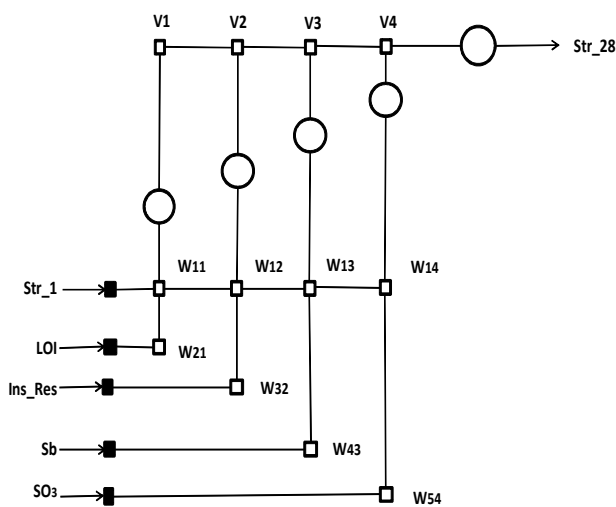 V1 V2 V3 V4
Str_28
W11 W12 W13 W14
Str_1
LOI W21
Ins_Res W32
Sb W43
SO3 W54